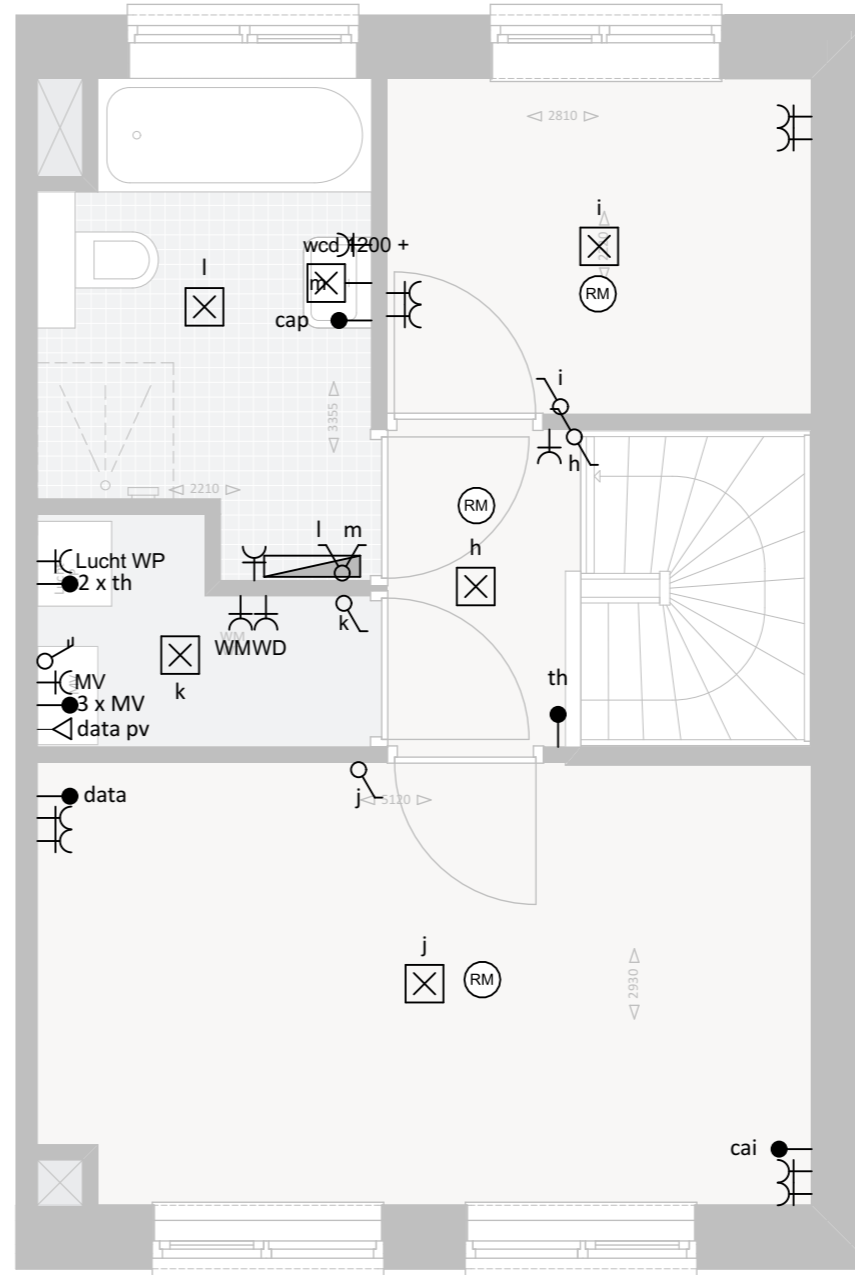 2810
i
RM
l
wcd 1200 +
m
cap
i
h
3355
2210
RM
h
l m
Lucht WP
2 x th
k
WM
WMWD
k
MV
3 x MV
data pv
th
data
j
5120
j
RM
2930
cai